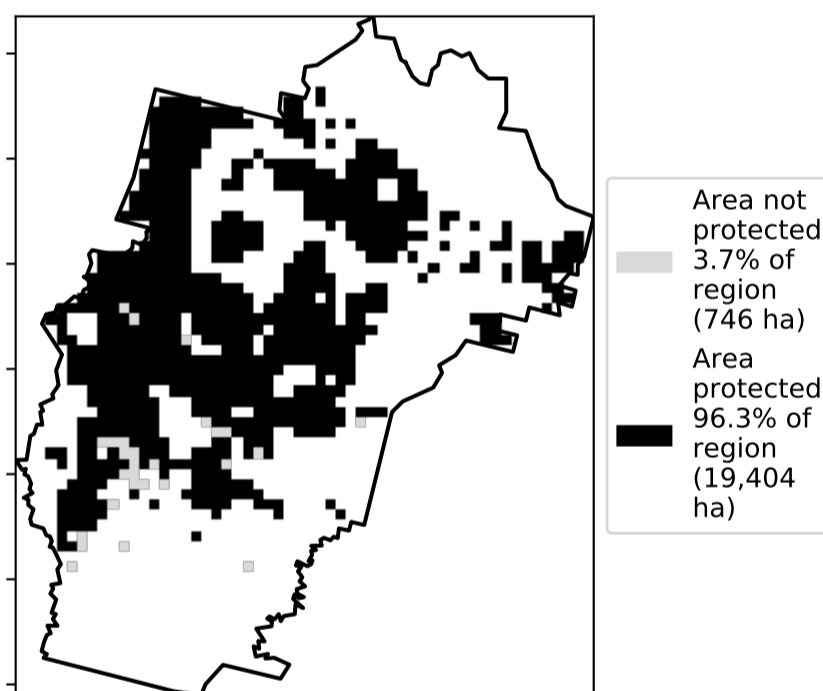 Area not
protected
3.7% of
region
(746 ha)
Area
protected
96.3% of
region
(19,404
ha)